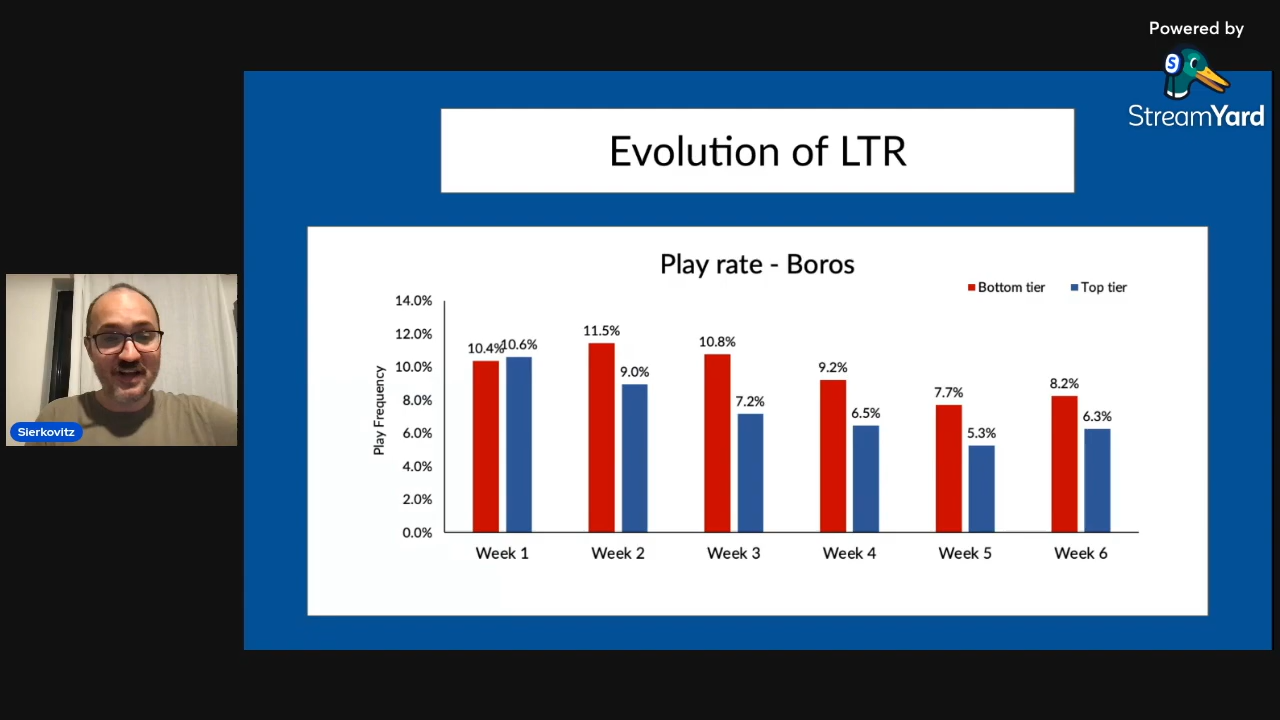 Powered by
StreamYard
Evolution of LTR
Play rate - Boros
Bottom tier Top tier
Play Frequency
14.0%
12.0%
10.0%
8.0%
6.0%
4.0%
2.0%
0.0%
10.4% 10.6%
11.5% 9.0%
10.8% 7.2%
9.2% 6.5%
7.7% 5.3%
8.2% 6.3%
Week 1 Week 2 Week 3 Week 4 Week 5 Week 6
Sierkovitz